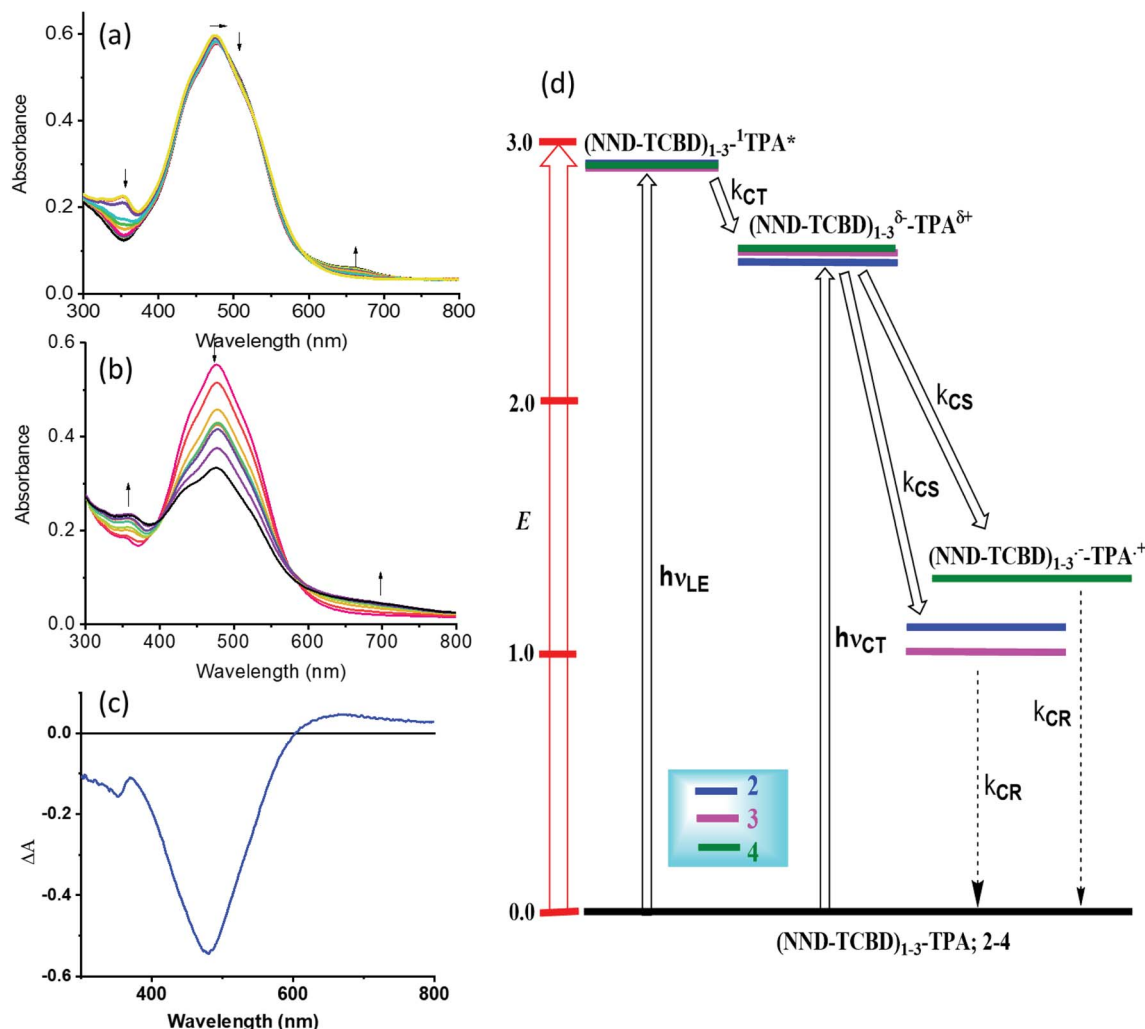 (a)
0.6
0.4
0.2
0.0
Absorbance
300 400 500 600 700 800
Wavelength (nm)
(b)
0.6
0.4
0.2
0.0
Absorbance
300 400 500 600 700 800
Wavelength (nm)
(c)
0.0
-0.2
-0.4
-0.6
ΔA
400 600 800
Wavelength (nm)
(d)
3.0
2.0
1.0
0.0
E
(NND-TCBD)1-3-¹TPA*
kCT
(NND-TCBD)1-3^δ--TPA^δ+
kCS
kCS
(NND-TCBD)1-3·⁻-TPA·⁺
hνLE
hνCT
kCR
kCR
2
3
4
(NND-TCBD)1-3-TPA; 2-4